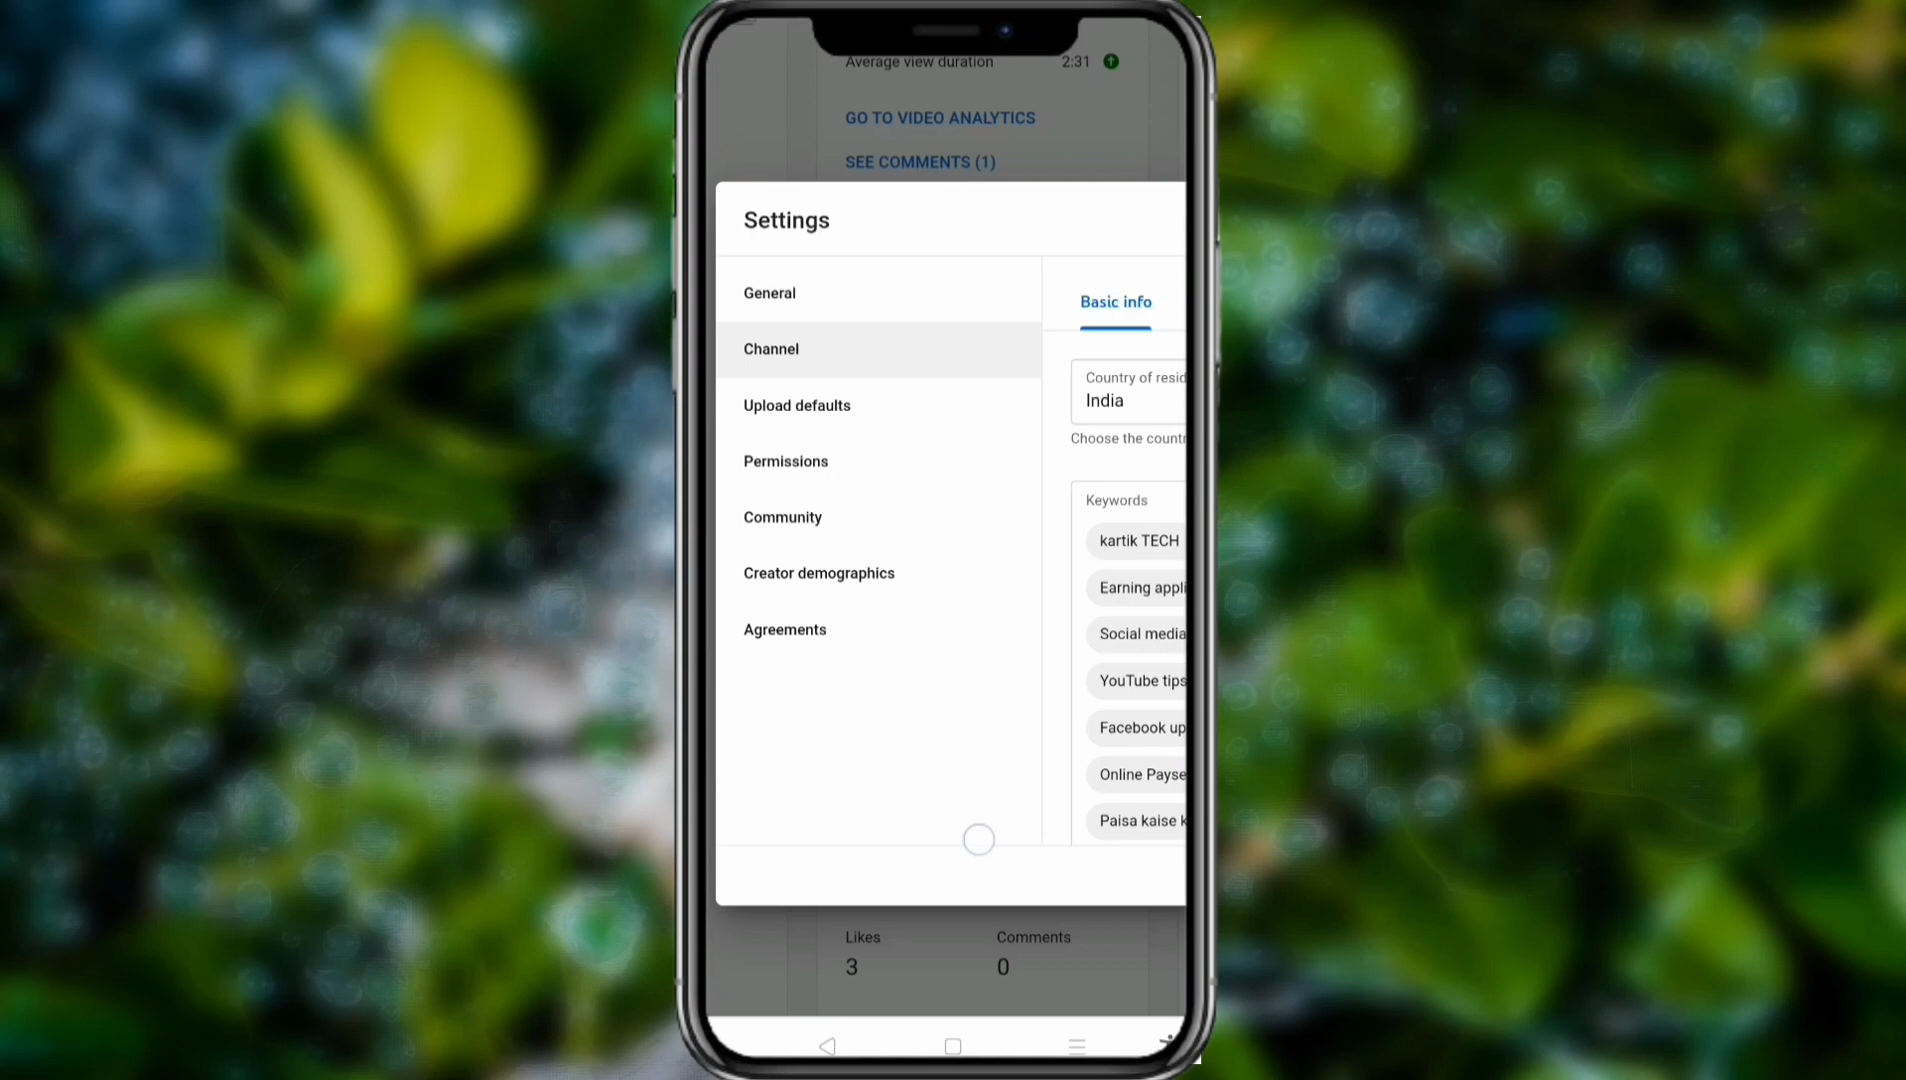 Average view duration 2:31
GO TO VIDEO ANALYTICS
SEE COMMENTS (1)
Settings
General
Channel
Upload defaults
Permissions
Community
Creator demographics
Agreements
Basic info
Country of resid
India
Choose the countr
Keywords
kartik TECH
Earning appli
Social media
YouTube tips
Facebook up
Online Payse
Paisa kaise k
Likes Comments
3 0